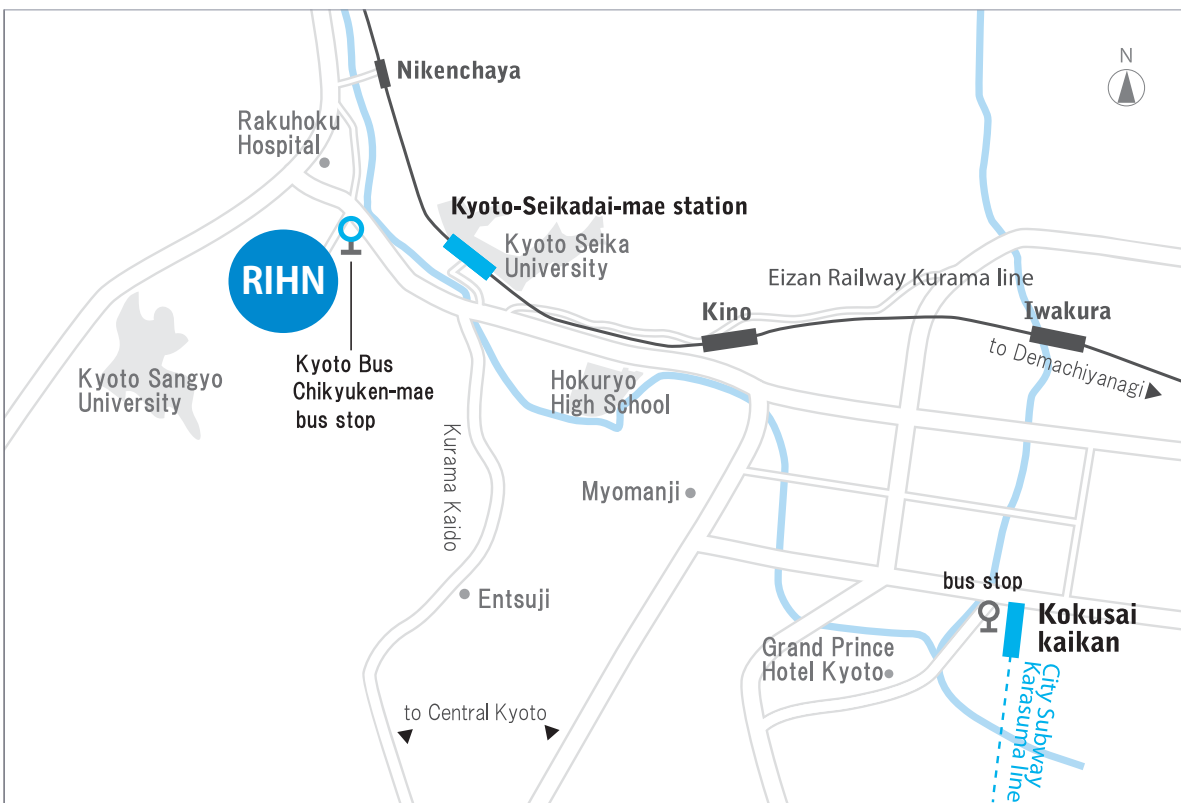 Nikenchaya
N
Rakuhoku
Hospital
Kyoto-Seikadai-mae station
Kyoto Seika
University
RIHN
Eizan Railway Kurama line
Kino
Iwakura
to Demachiyanagi
Kyoto Bus
Chikyuken-mae
bus stop
Kyoto Sangyo
University
Hokuryo
High School
Kurama Kaido
Myomanji
bus stop
Entsuji
Kokusai
kaikan
Grand Prince
Hotel Kyoto
City Subway
Karasuma line
to Central Kyoto